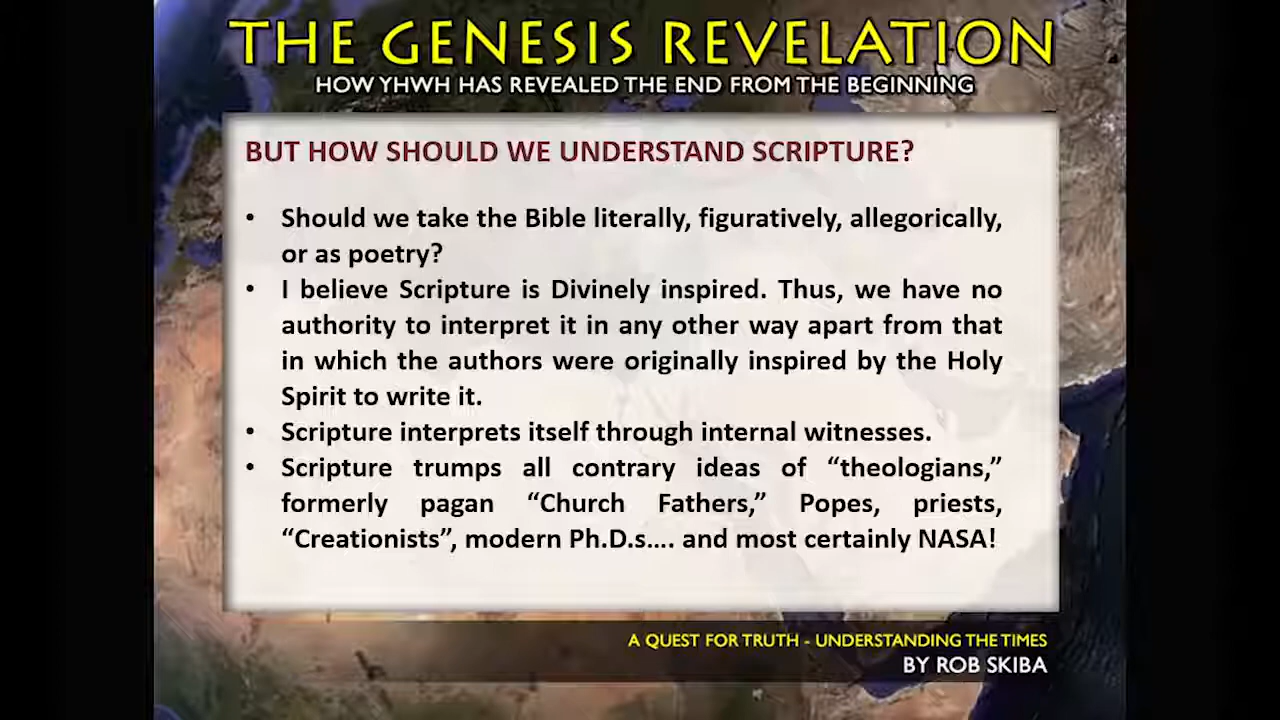 THE GENESIS REVELATION
HOW YHWH HAS REVEALED THE END FROM THE BEGINNING
BUT HOW SHOULD WE UNDERSTAND SCRIPTURE?
• Should we take the Bible literally, figuratively, allegorically,
or as poetry?
• I believe Scripture is Divinely inspired. Thus, we have no
authority to interpret it in any other way apart from that
in which the authors were originally inspired by the Holy
Spirit to write it.
• Scripture interprets itself through internal witnesses.
• Scripture trumps all contrary ideas of “theologians,”
formerly pagan “Church Fathers,” Popes, priests,
“Creationists”, modern Ph.D.s…. and most certainly NASA!
A QUEST FOR TRUTH - UNDERSTANDING THE TIMES
BY ROB SKIBA